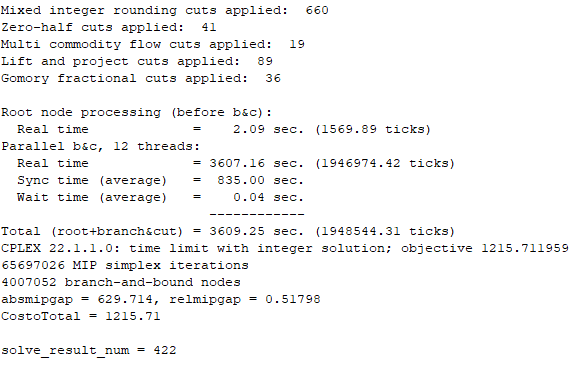 Mixed integer rounding cuts applied:  660
Zero-half cuts applied:  41
Multi commodity flow cuts applied:  19
Lift and project cuts applied:  89
Gomory fractional cuts applied:  36
Root node processing (before b&c):
  Real time             =    2.09 sec. (1569.89 ticks)
Parallel b&c, 12 threads:
  Real time             = 3607.16 sec. (1946974.42 ticks)
  Sync time (average)   =  835.00 sec.
  Wait time (average)   =    0.04 sec.
                          ------------
Total (root+branch&cut) = 3609.25 sec. (1948544.31 ticks)
CPLEX 22.1.1.0: time limit with integer solution; objective 1215.711959
65697026 MIP simplex iterations
4007052 branch-and-bound nodes
absmipgap = 629.714, relmipgap = 0.51798
CostoTotal = 1215.71
solve_result_num = 422